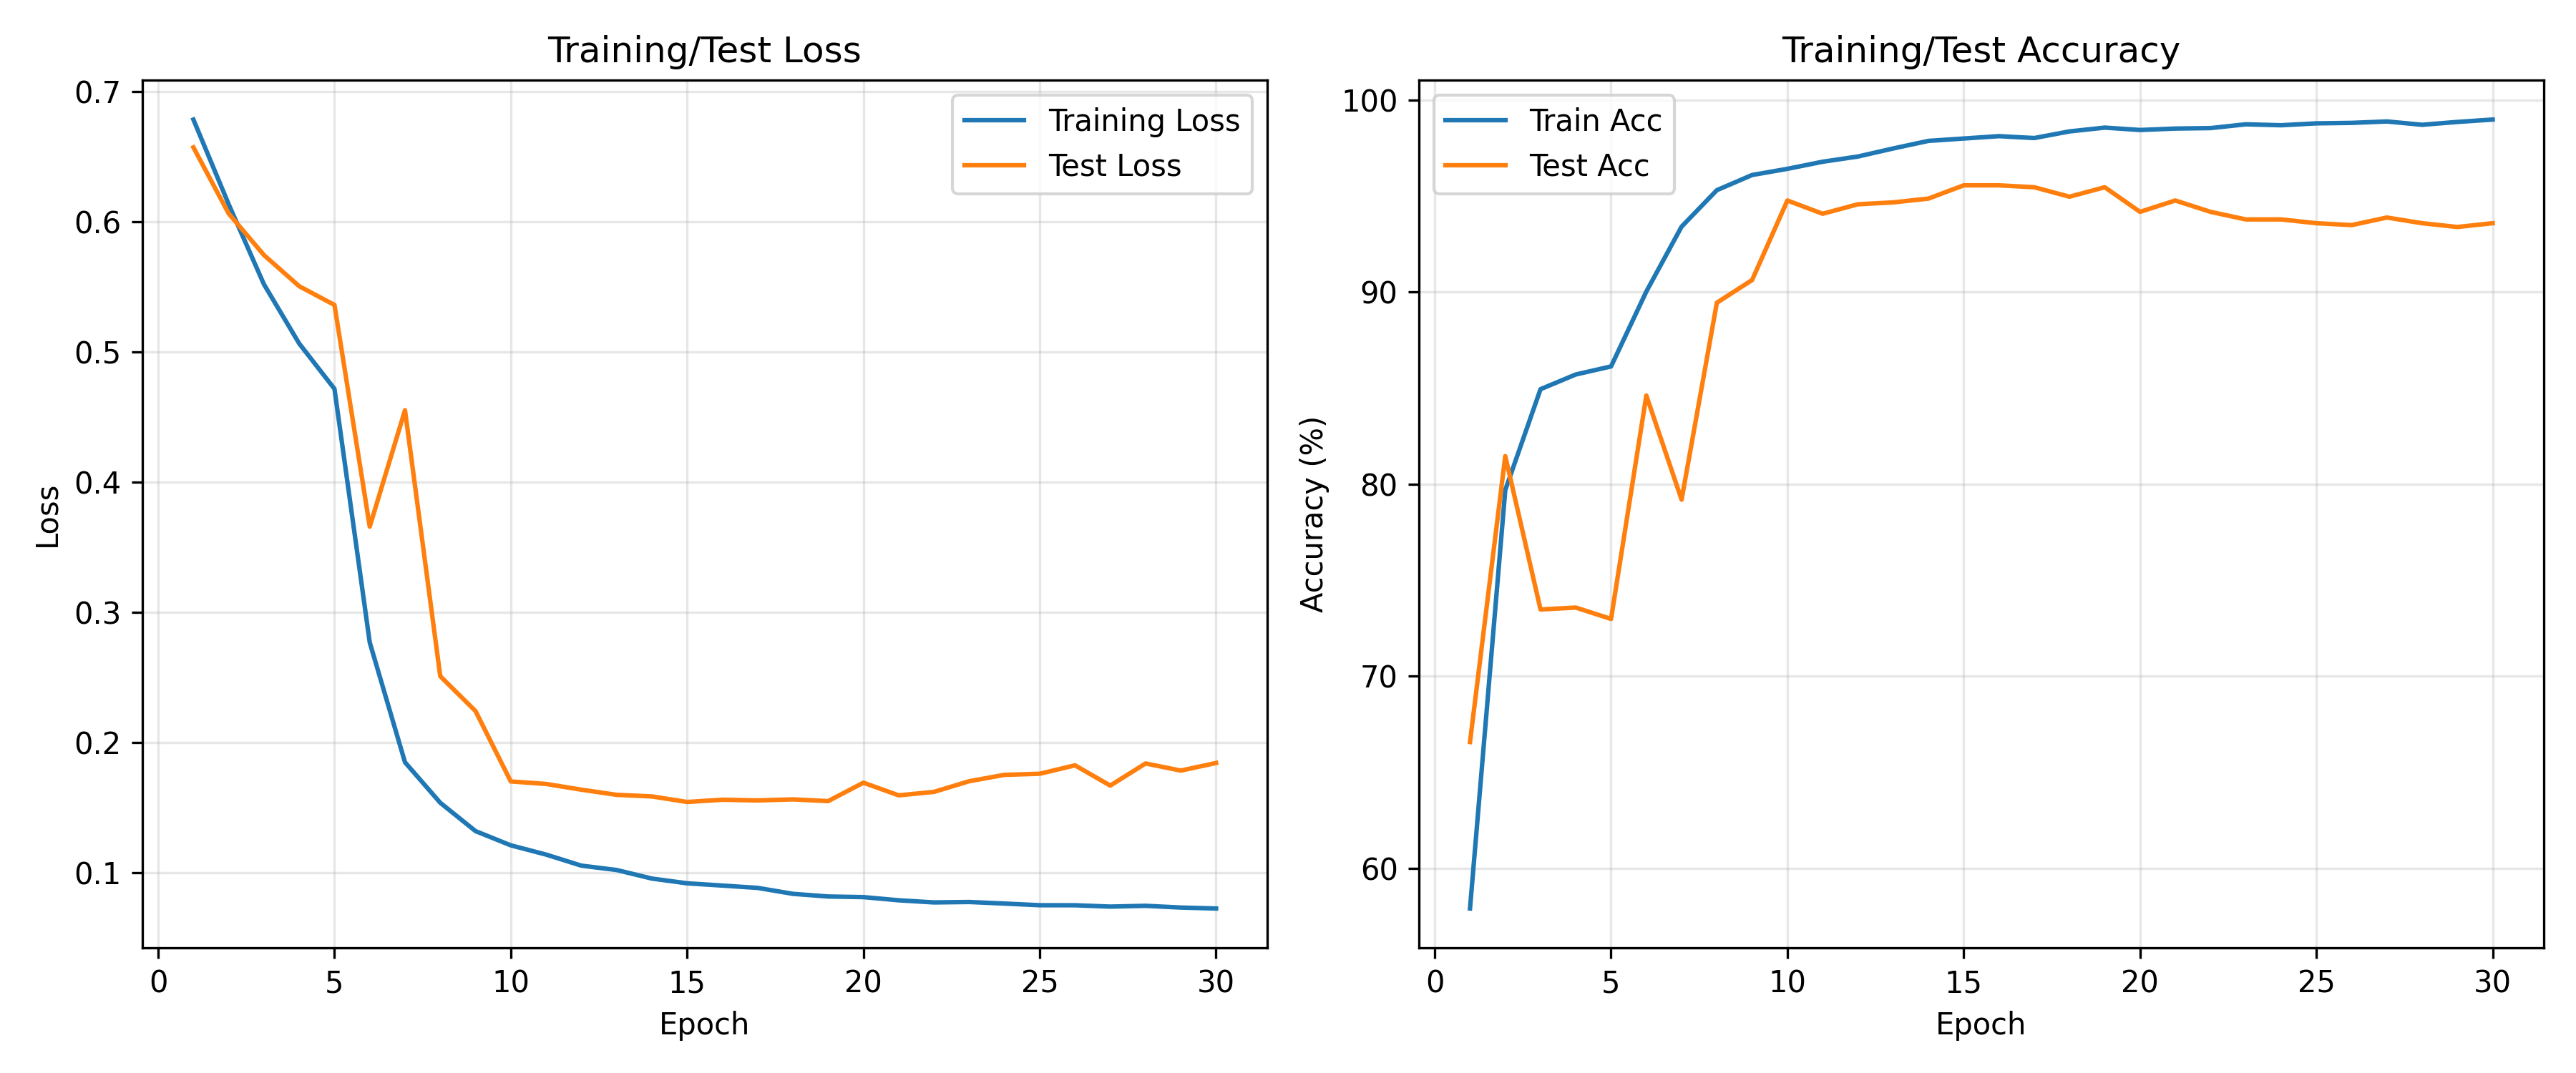 Training/Test Loss
0.7
0.6
0.5
0.4
0.3
0.2
0.1
Loss
Training Loss
Test Loss
0 5 10 15 20 25 30
Epoch
Training/Test Accuracy
100
90
80
70
60
Accuracy (%)
Train Acc
Test Acc
0 5 10 15 20 25 30
Epoch